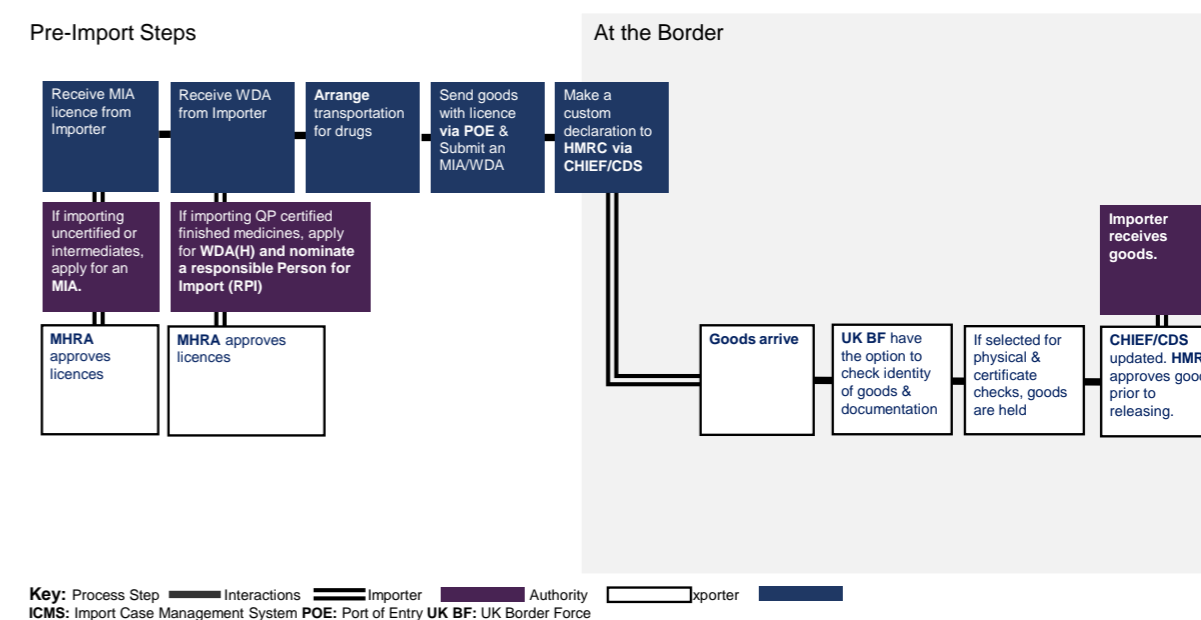 Pre-Import Steps
At the Border
Receive MIA
licence from
Importer
Receive WDA
from Importer
Arrange
transportation
for drugs
Send goods
with licence
via POE &
Submit an
MIA/WDA
Make a
custom
declaration to
HMRC via
CHIEF/CDS
If importing
uncertified or
intermediates,
apply for an
MIA.
If importing QP certified
finished medicines, apply
for WDA(H) and nominate
a responsible Person for
Import (RPI)
Importer
receives
goods.
MHRA
approves
licences
MHRA approves
licences
Goods arrive
UK BF have
the option to
check identity
of goods &
documentation
If selected for
physical &
certificate
checks, goods
are held
CHIEF/CDS
updated. HMR
approves good
prior to
releasing.
Key: Process Step Interactions Importer Authority xporter
ICMS: Import Case Management System POE: Port of Entry UK BF: UK Border Force